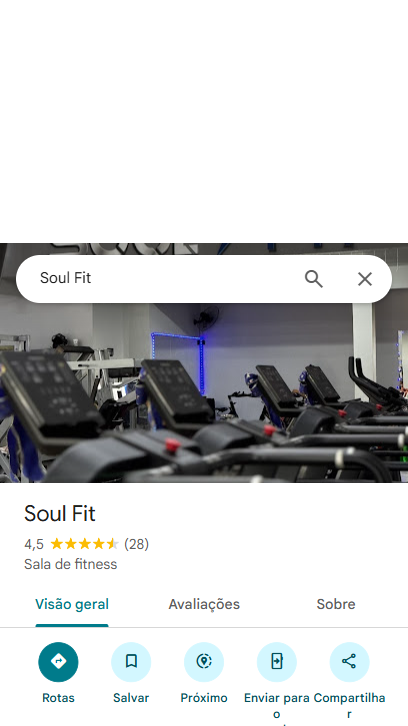 Soul Fit
Soul Fit
4,5 (28)
Sala de fitness
Visão geral Avaliações Sobre
Rotas Salvar Próximo Enviar para o Compartilhar